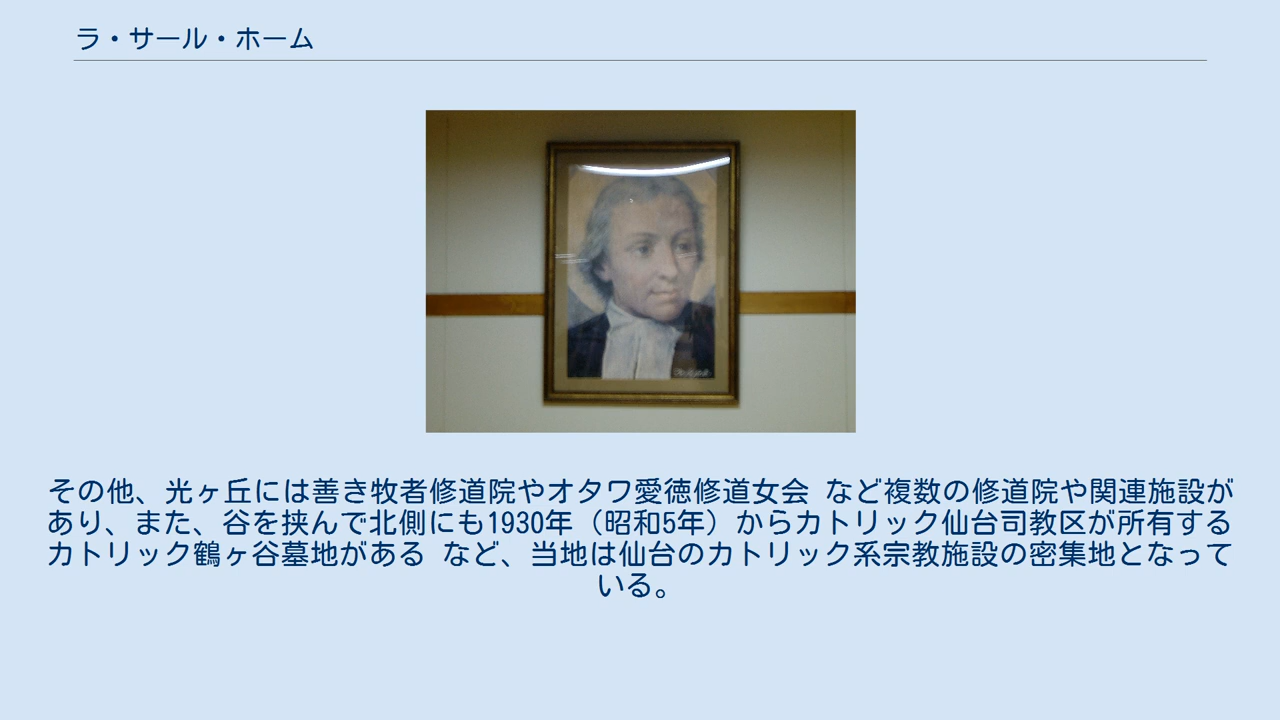 ラ・サール・ホーム
その他、光ヶ丘には善き牧者修道院やオタワ愛徳修道女会 など複数の修道院や関連施設が
あり、また、谷を挟んで北側にも1930年（昭和5年）からカトリック仙台司教区が所有する
カトリック鶴ヶ谷墓地がある など、当地は仙台のカトリック系宗教施設の密集地となって
いる。